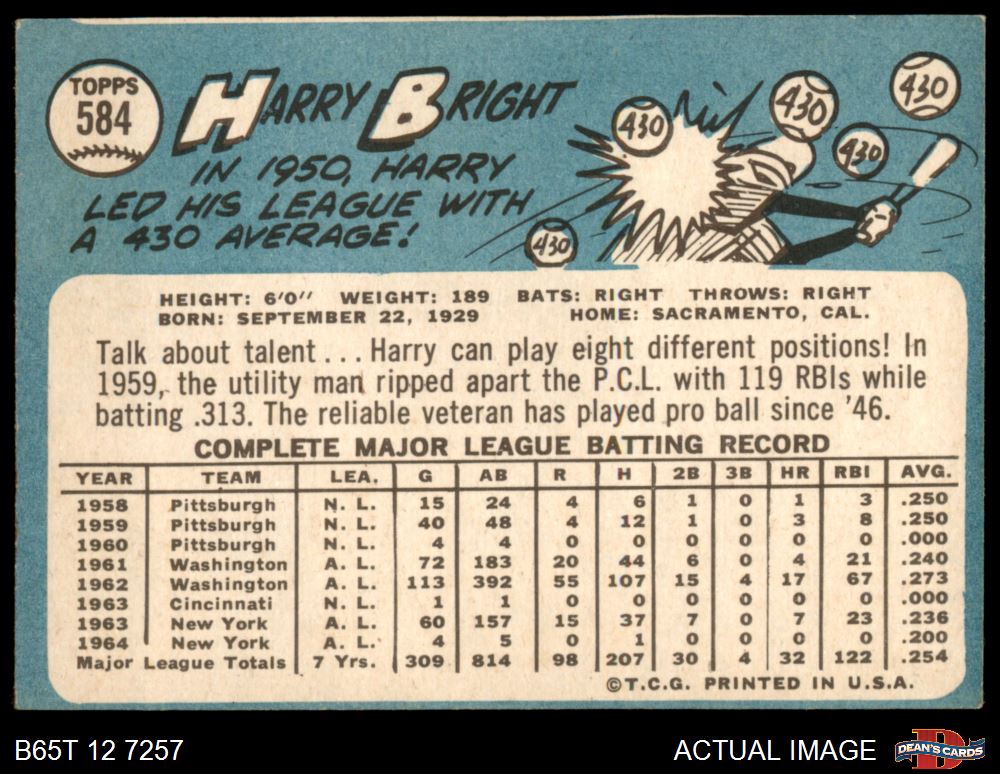 TOPPS
584
HARRY BRIGHT
IN 1950, HARRY
LED HIS LEAGUE WITH
A 430 AVERAGE!
430
430
430
430
430
HEIGHT: 6'0" WEIGHT: 189 BATS: RIGHT THROWS: RIGHT
BORN: SEPTEMBER 22, 1929 HOME: SACRAMENTO, CAL.
Talk about talent... Harry can play eight different positions! In
1959, the utility man ripped apart the P.C.L. with 119 RBIs while
batting .313. The reliable veteran has played pro ball since '46.
COMPLETE MAJOR LEAGUE BATTING RECORD
YEAR TEAM LEA. G AB R H 2B 3B HR RBI AVG.
1958 Pittsburgh N. L. 15 24 4 6 1 0 1 3 .250
1959 Pittsburgh N. L. 40 48 4 12 1 0 3 8 .250
1960 Pittsburgh N. L. 4 4 0 0 0 0 0 0 .000
1961 Washington A. L. 72 183 20 44 6 0 4 21 .240
1962 Washington A. L. 113 392 55 107 15 4 17 67 .273
1963 Cincinnati N. L. 1 1 0 0 0 0 0 0 .000
1963 New York A. L. 60 157 15 37 7 0 7 23 .236
1964 New York A. L. 4 5 0 1 0 0 0 0 .200
Major League Totals 7 Yrs. 309 814 98 207 30 4 32 122 .254
©T.C.G. PRINTED IN U.S.A.
B65T 12 7257
ACTUAL IMAGE
D
DEAN'S CARDS